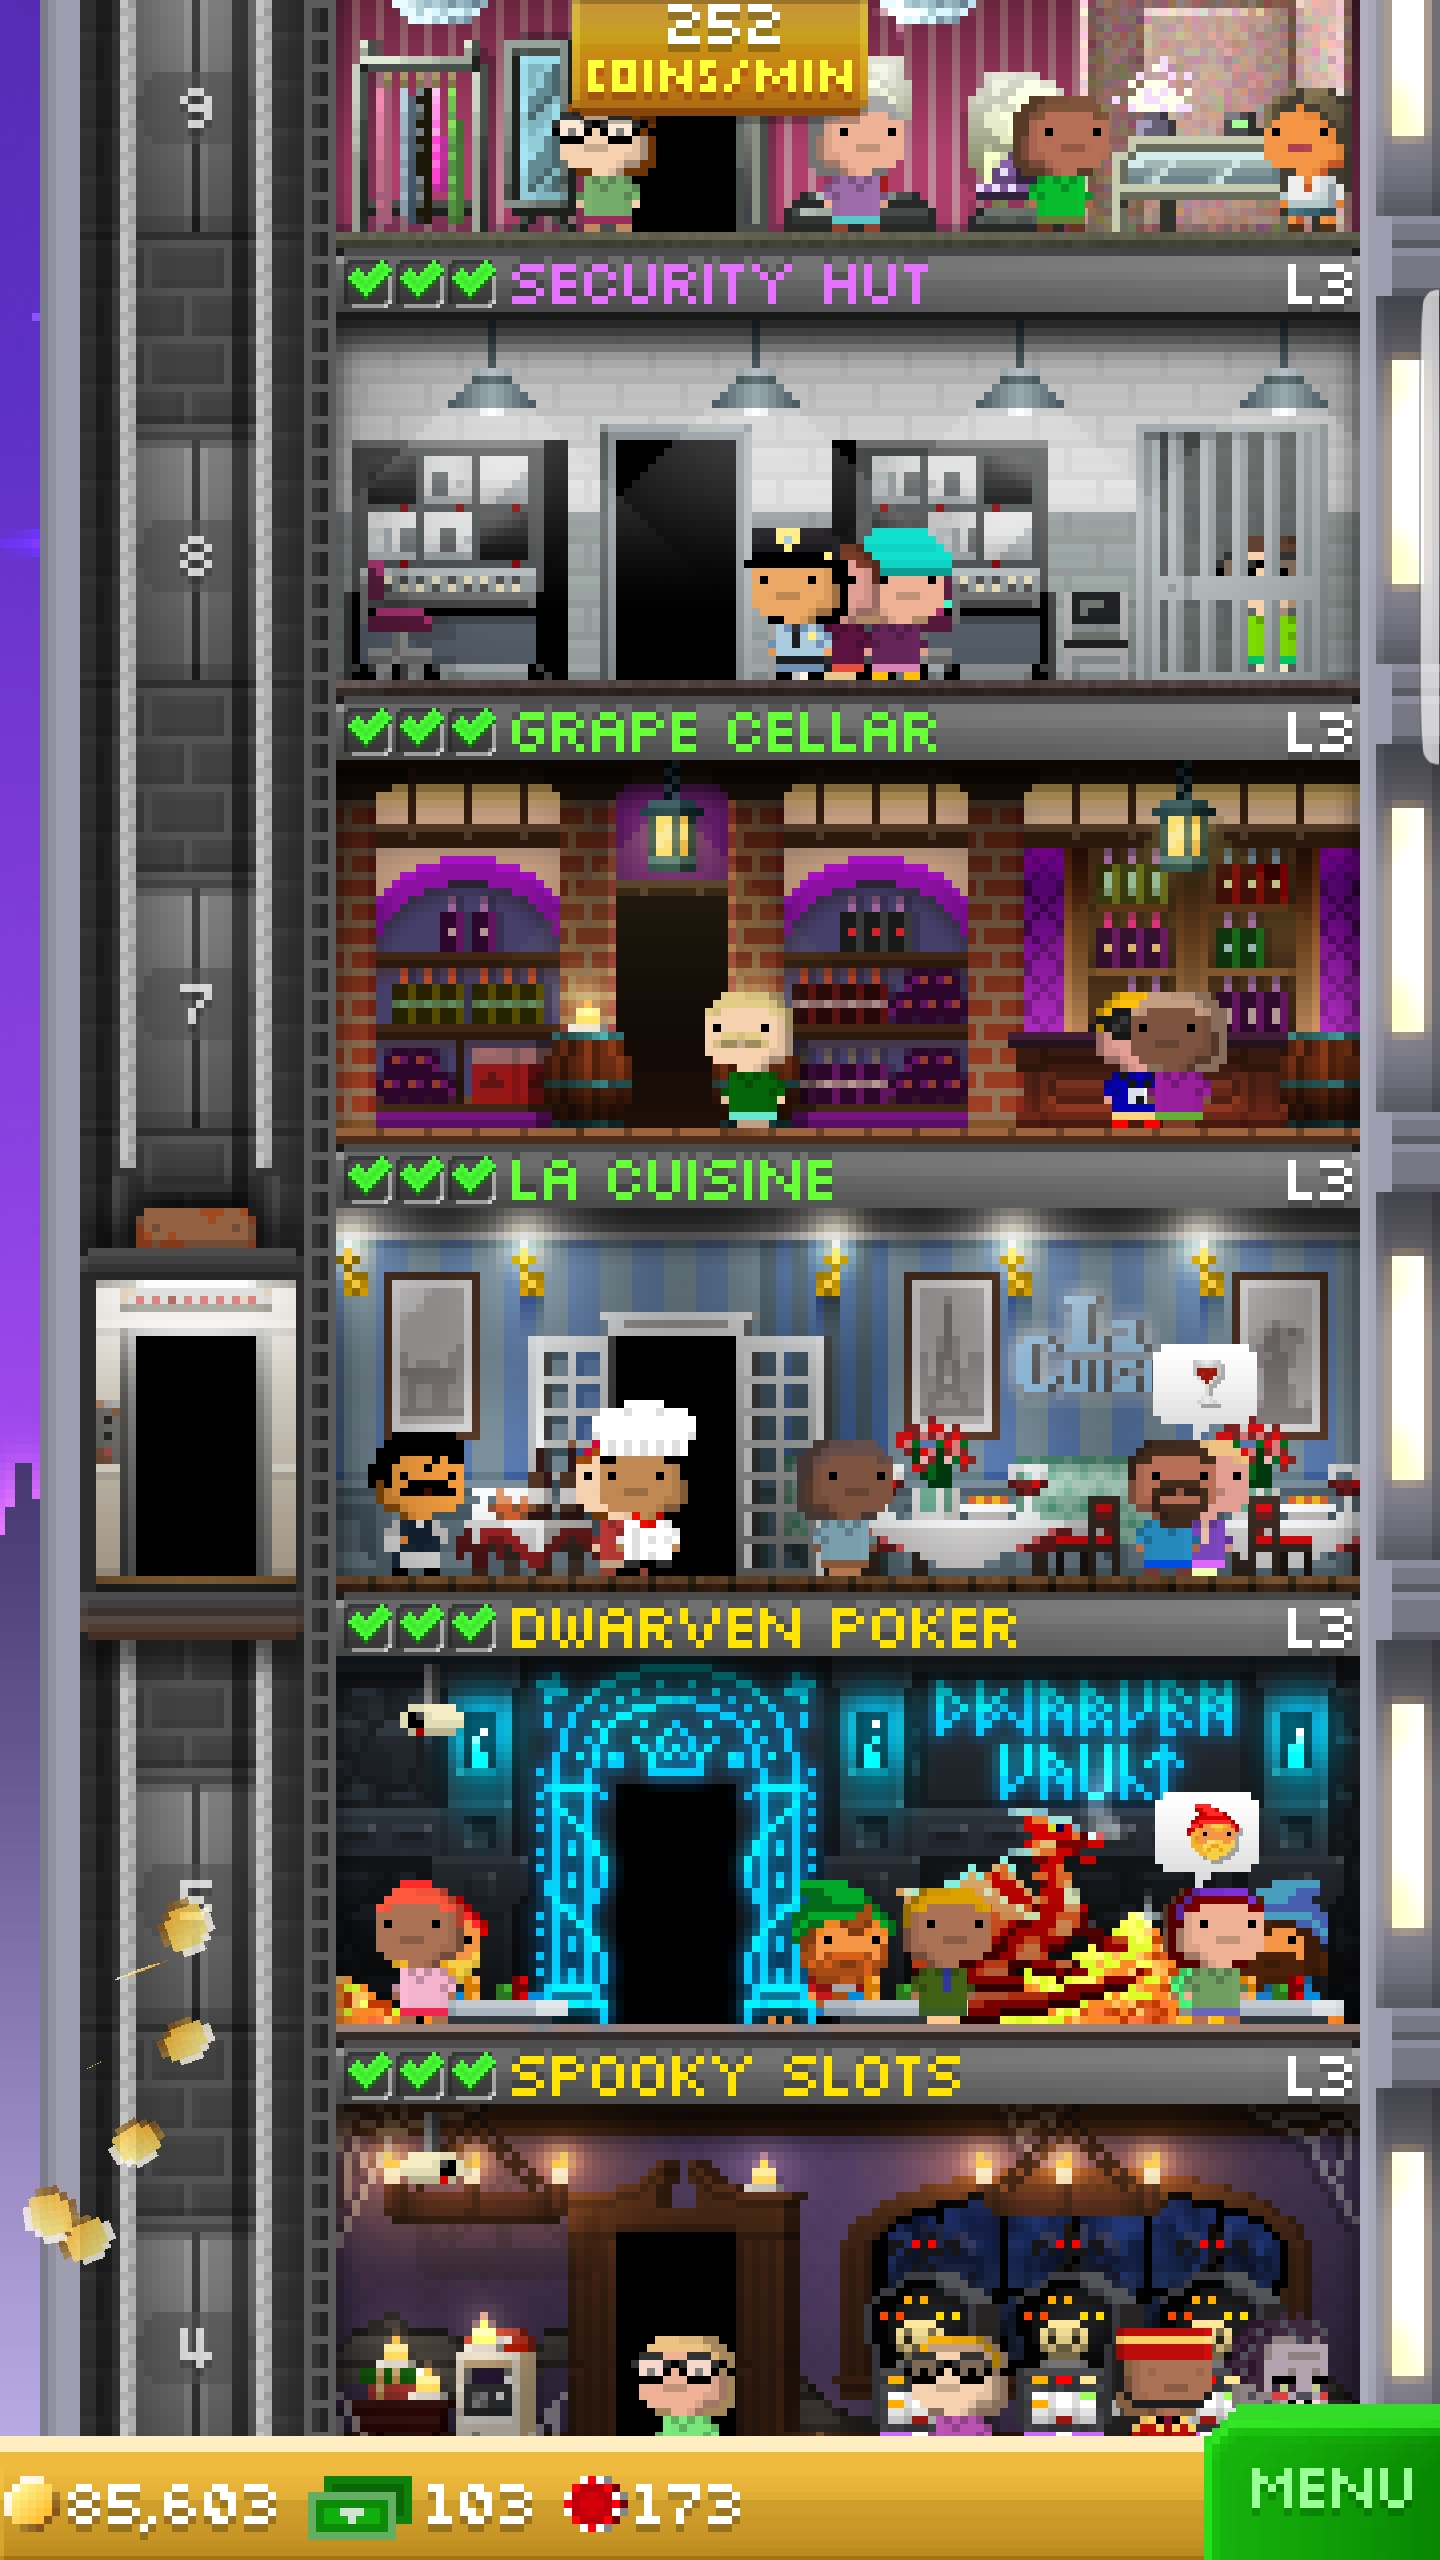 252
COINS/MIN
9
SECURITY HUT L3
8
GRAPE CELLAR L3
7
LA CUISINE L3
La
DWARVEN POKER L3
DWARVEN
VAULT
5
SPOOKY SLOTS L3
4
85,603 103 173 MENU